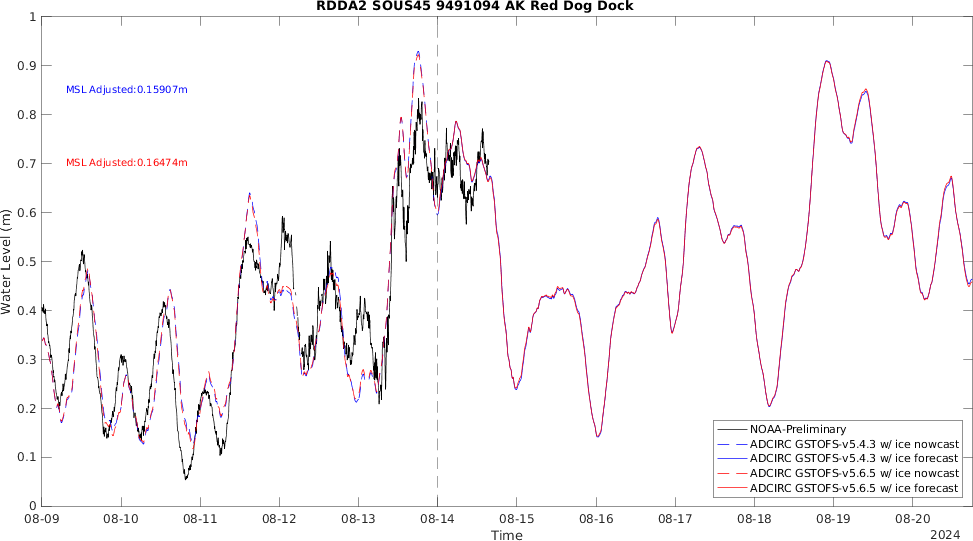 RDDA2 SOUS45 9491094 AK Red Dog Dock
1
0.9
MSL Adjusted:0.15907m
0.8
0.7
MSL Adjusted:0.16474m
0.6
0.5
0.4
0.3
0.2
0.1
0
Water Level (m)
NOAA-Preliminary
ADCIRC GSTOFS-v5.4.3 w/ ice nowcast
ADCIRC GSTOFS-v5.4.3 w/ ice forecast
ADCIRC GSTOFS-v5.6.5 w/ ice nowcast
ADCIRC GSTOFS-v5.6.5 w/ ice forecast
08-09 08-10 08-11 08-12 08-13 08-14 08-15 08-16 08-17 08-18 08-19 08-20
Time
2024